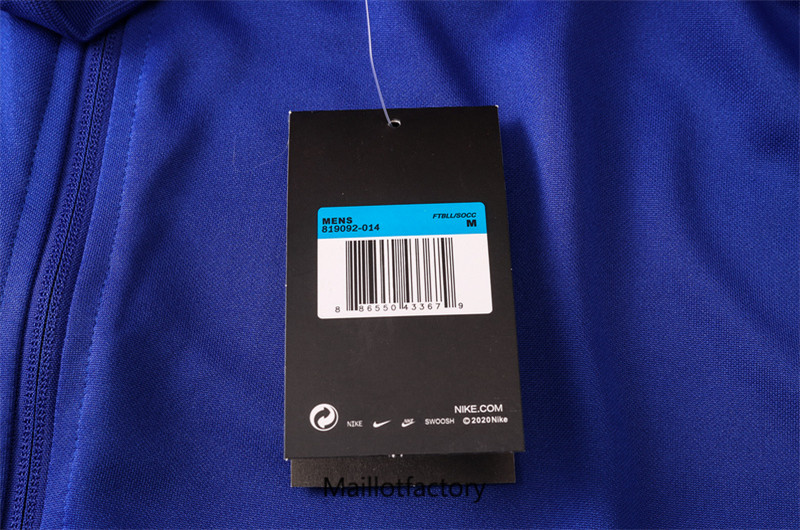 MENS FTBLL/SOCC
819092-014 M
8 86550 43367 9
NIKE.COM
NIKE SWOOSH ©2020Nike
Maillotfactory